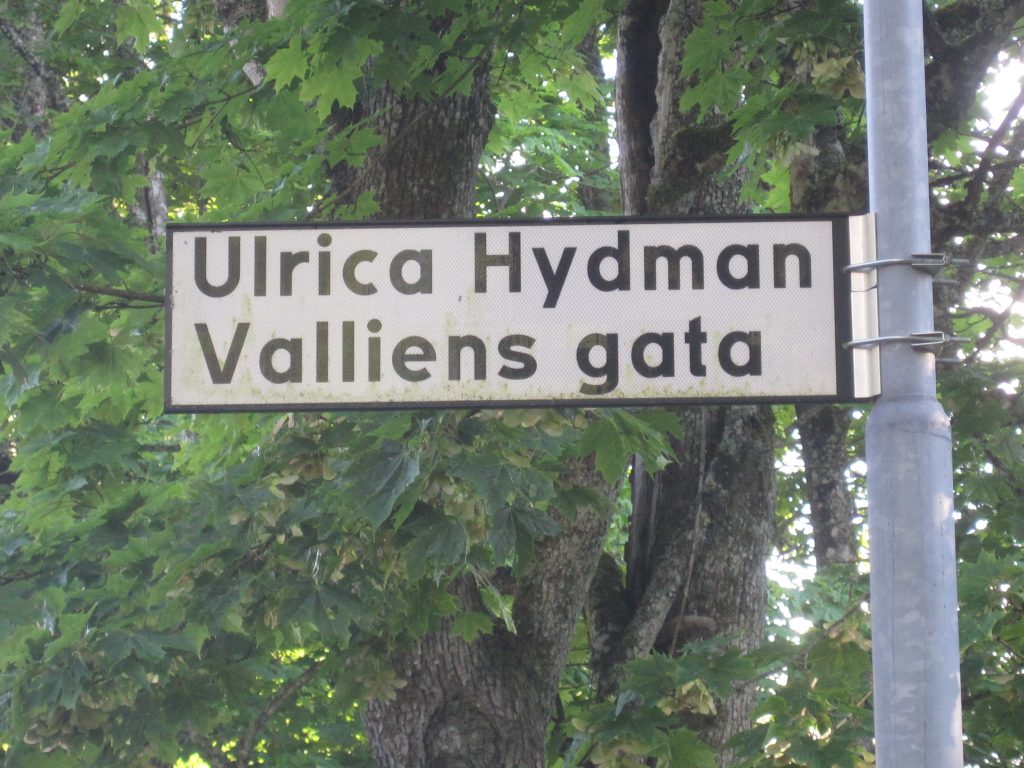 Ulrica Hydman
Valliens gata